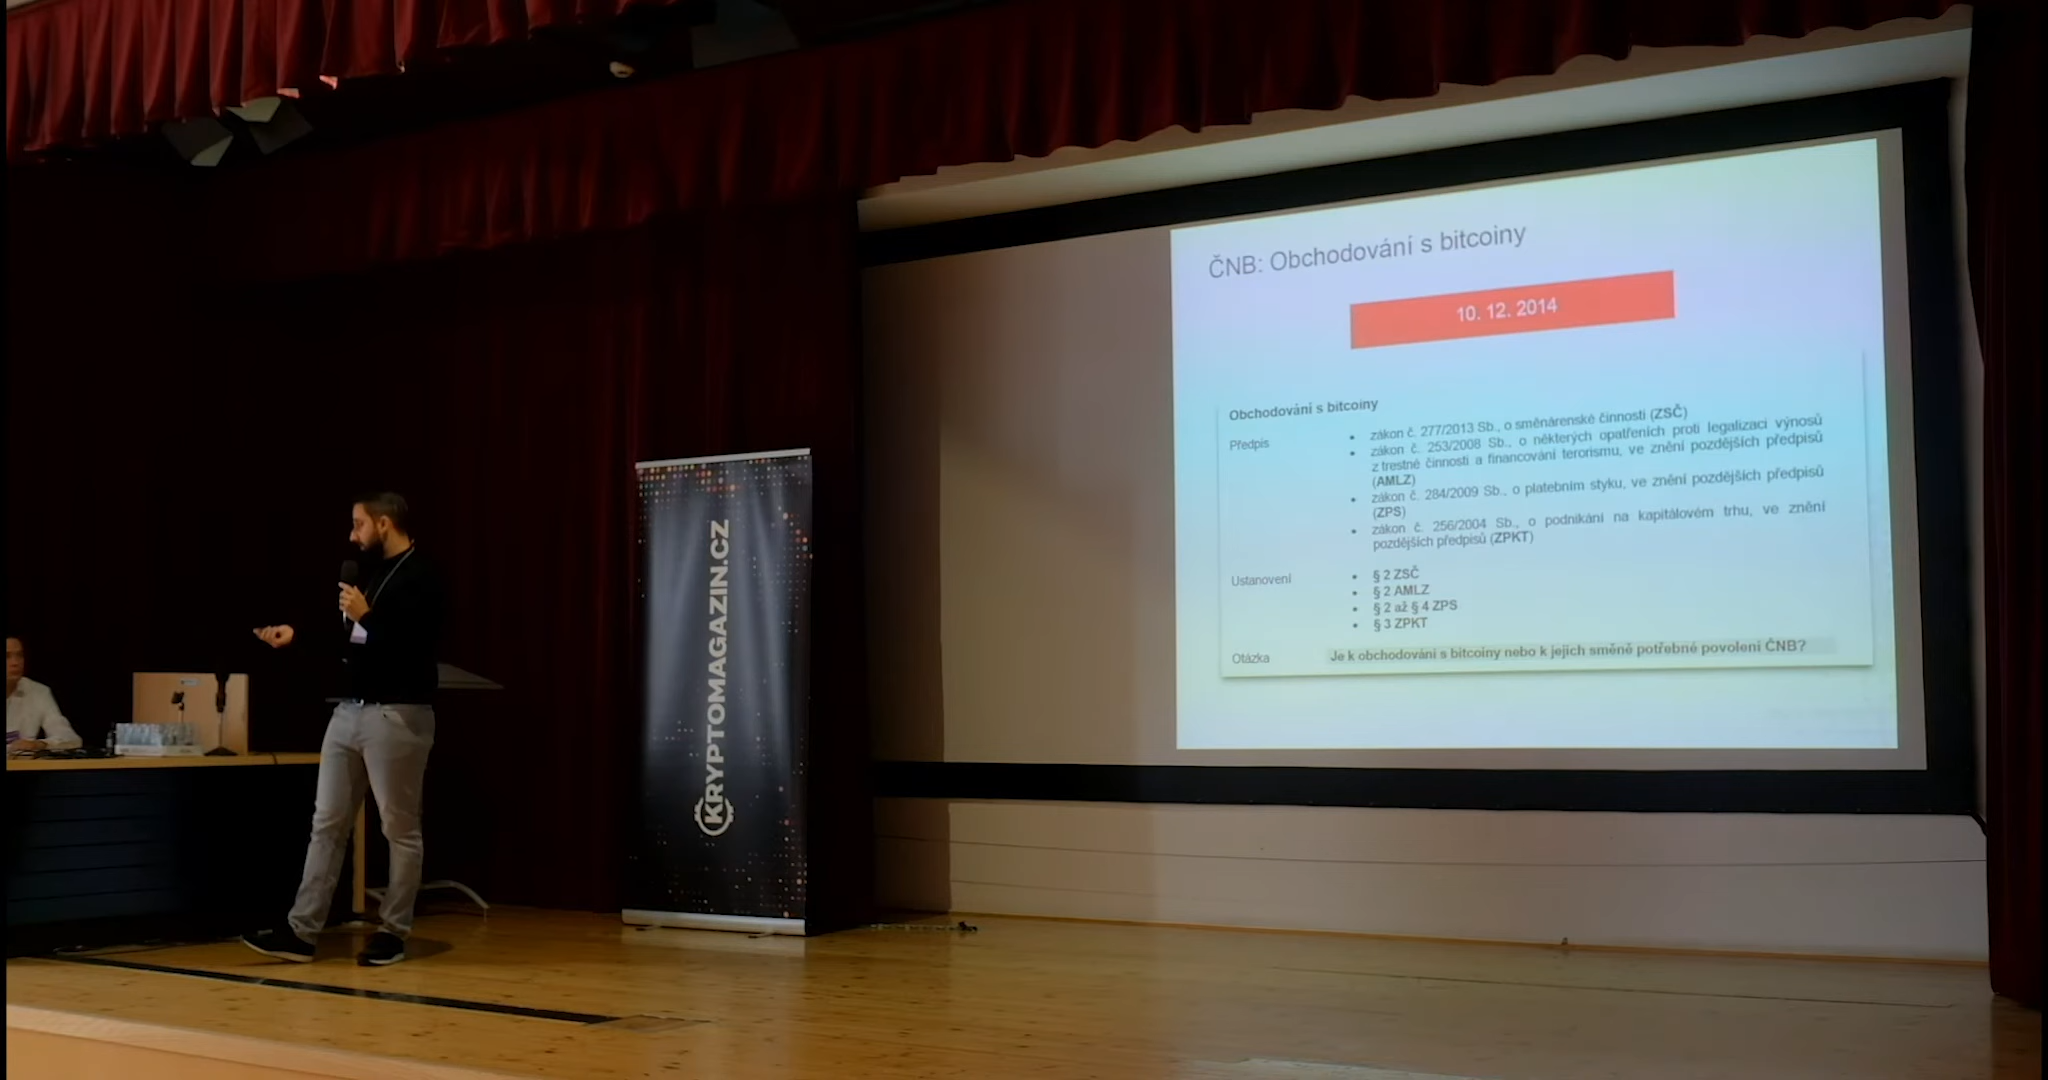 ČNB: Obchodování s bitcoiny
10. 12. 2014
Obchodování s bitcoiny
Předpis
• zákon č. 277/2013 Sb., o směnárenské činnosti (ZSČ)
• zákon č. 253/2008 Sb., o některých opatřeních proti legalizaci výnosů
z trestné činnosti a financování terorismu, ve znění pozdějších předpisů
(AMLZ)
• zákon č. 284/2009 Sb., o platebním styku, ve znění pozdějších předpisů
(ZPS)
• zákon č. 256/2004 Sb., o podnikání na kapitálovém trhu, ve znění
pozdějších předpisů (ZPKT)
Ustanovení
• § 2 ZSČ
• § 2 AMLZ
• § 2 až § 4 ZPS
• § 3 ZPKT
Otázka
Je k obchodování s bitcoiny nebo k jejich směně potřebné povolení ČNB?
KRYPTOMAGAZIN.CZ